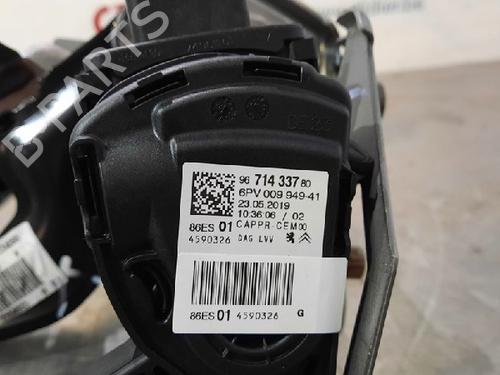 B-PARTS
96 714 337 80
6PV 009 949-41
23.05.2019
10:36:06 / 02
86ES 01 CAPPR-CEM00
4590326 DAG LVV
86ES 01 4590326 G